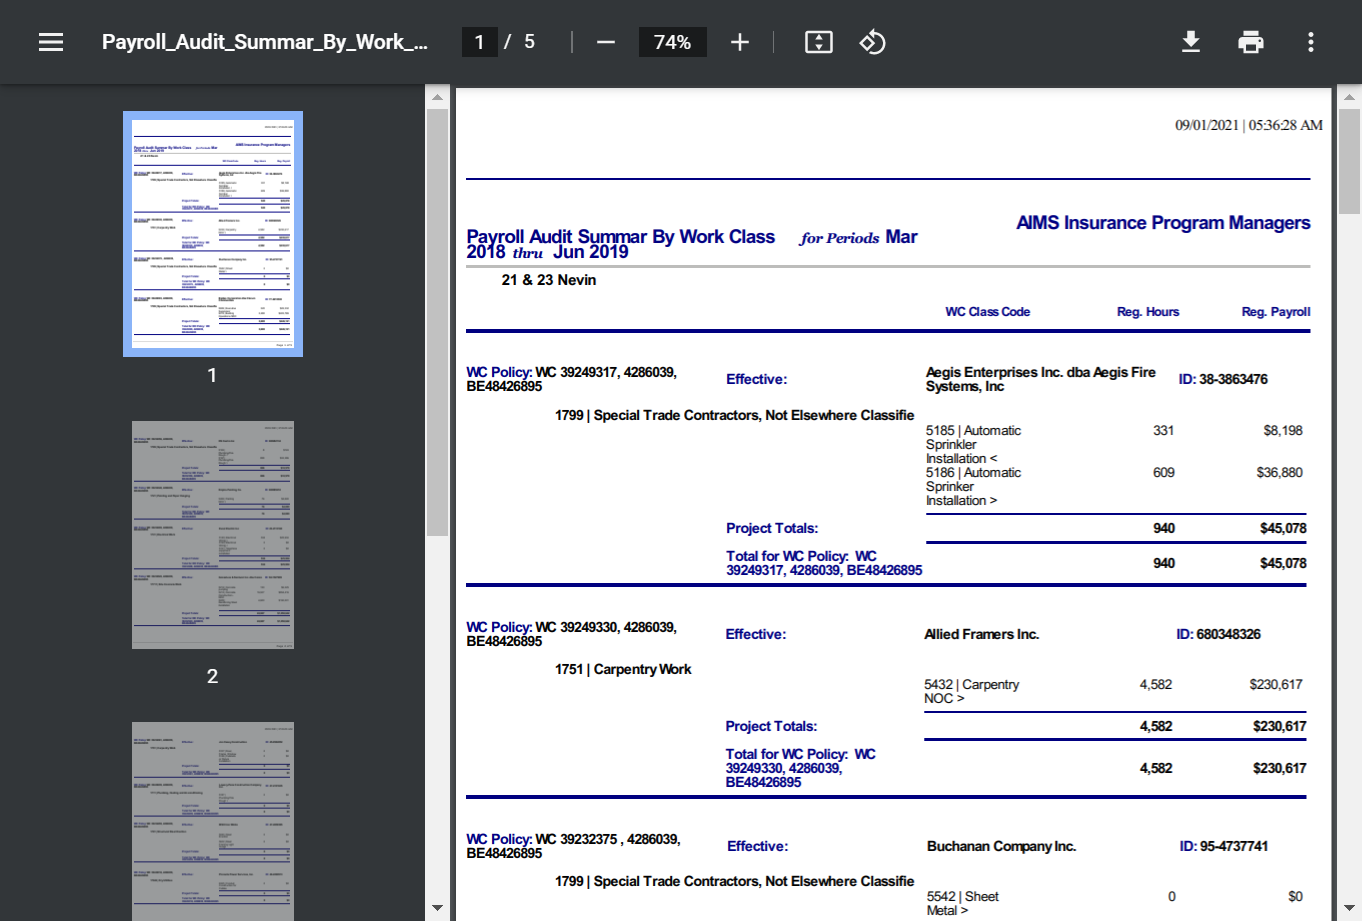 Payroll_Audit_Summar_By_Work_...
1 / 5
74%
09/01/2021 | 05:36:28 AM
AIMS Insurance Program Managers
Payroll Audit Summar By Work Class for Periods Mar
2018 thru Jun 2019
21 & 23 Nevin
WC Class Code Reg. Hours Reg. Payroll
WC Policy: WC 39249317, 4286039,
BE48426895
Effective:
Aegis Enterprises Inc. dba Aegis Fire
Systems, Inc
ID: 38-3863476
1799 | Special Trade Contractors, Not Elsewhere Classifie
5185 | Automatic
Sprinkler
Installation <
331 $8,198
5186 | Automatic
Sprinker
Installation >
609 $36,880
Project Totals: 940 $45,078
Total for WC Policy: WC
39249317, 4286039, BE48426895
940 $45,078
WC Policy: WC 39249330, 4286039,
BE48426895
Effective:
Allied Framers Inc.
ID: 680348326
1751 | Carpentry Work
5432 | Carpentry
NOC >
4,582 $230,617
Project Totals: 4,582 $230,617
Total for WC Policy: WC
39249330, 4286039,
BE48426895
4,582 $230,617
WC Policy: WC 39232375 , 4286039,
BE48426895
Effective:
Buchanan Company Inc.
ID: 95-4737741
1799 | Special Trade Contractors, Not Elsewhere Classifie
5542 | Sheet
Metal >
0 $0
1
2